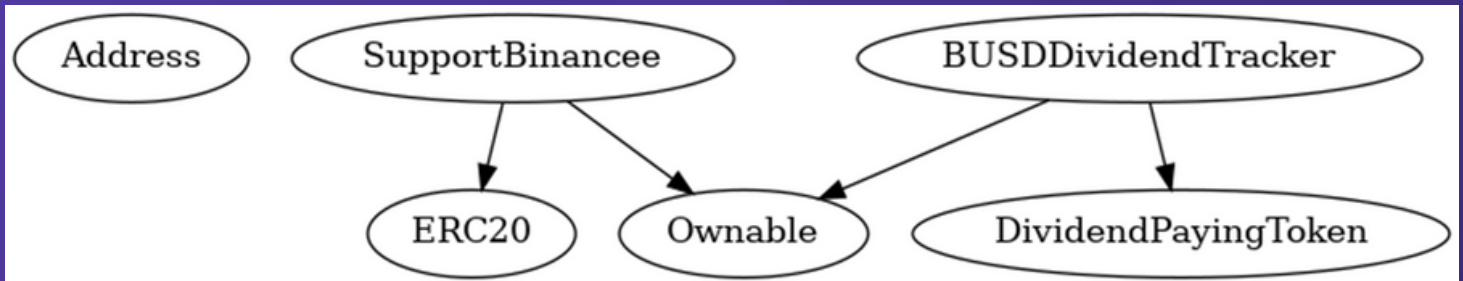 Address
SupportBinancee
BUSDDividendTracker
ERC20
Ownable
DividendPayingToken